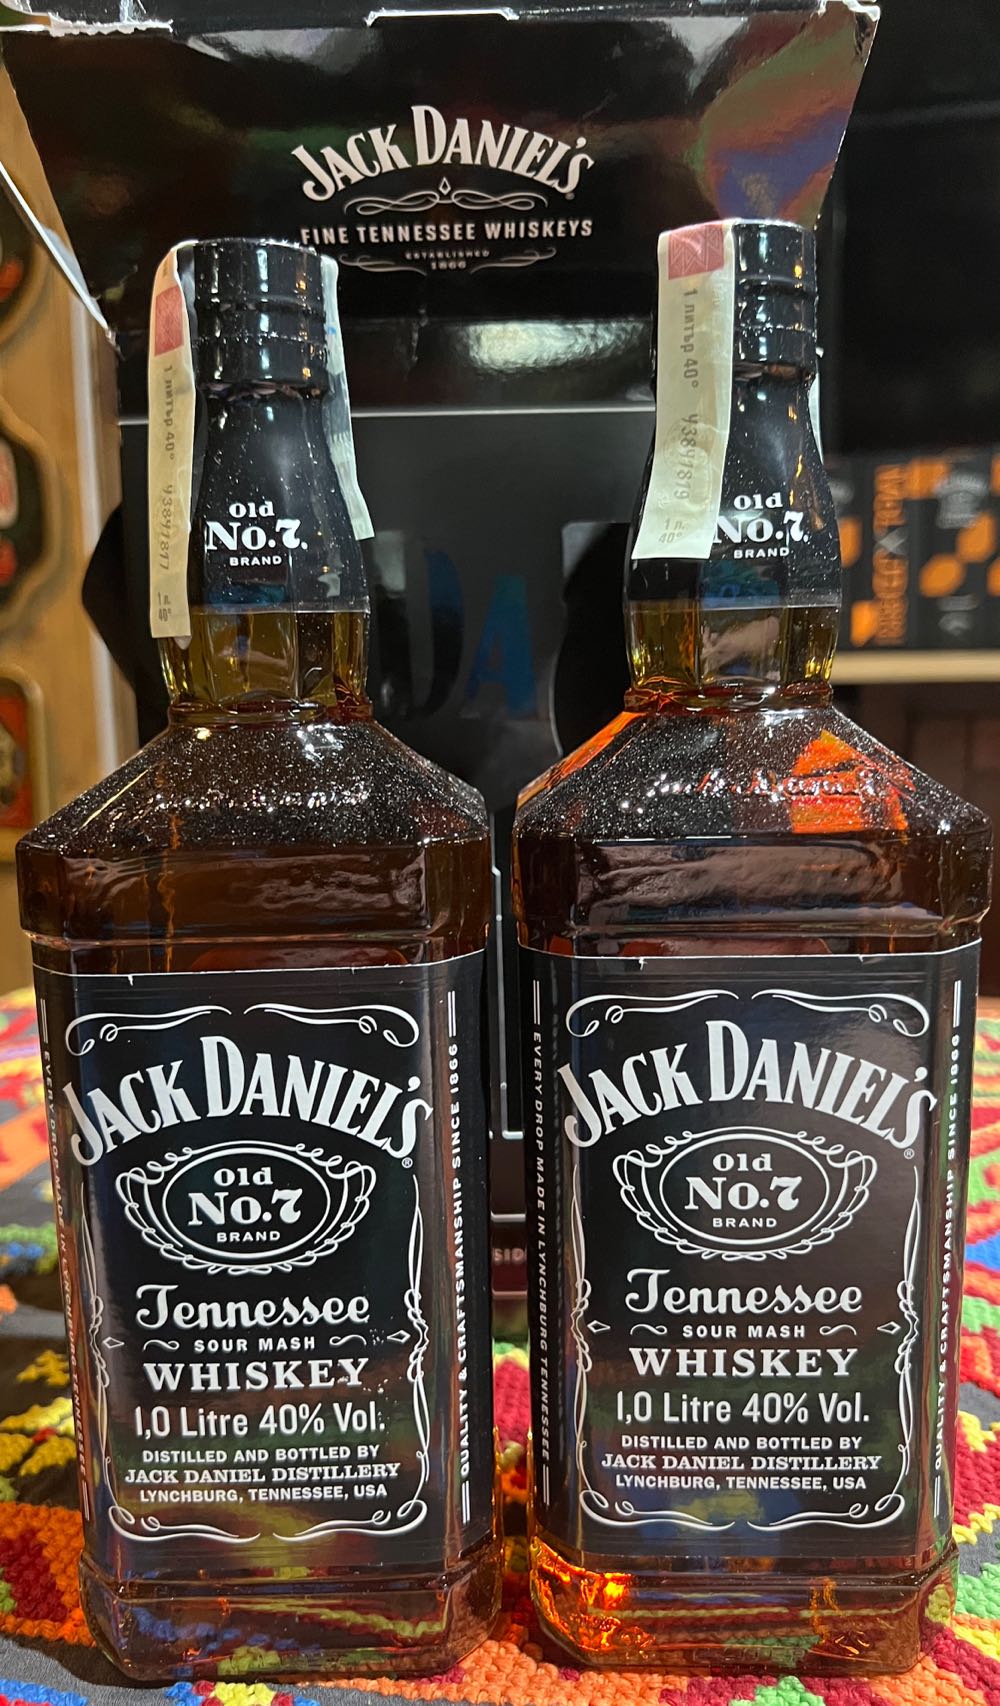 JACK DANIEL'S
FINE TENNESSEE WHISKEYS
ESTABLISHED
1866
1 литър 40°
1 л.
40°
Old
No.7
BRAND
JACK DANIEL'S
®
Old
No.7
BRAND
Tennessee
SOUR MASH
WHISKEY
1,0 Litre 40% Vol.
DISTILLED AND BOTTLED BY
JACK DANIEL DISTILLERY
LYNCHBURG, TENNESSEE, USA
QUALITY & CRAFTSMANSHIP SINCE 1866
1 литър 40°
1 л.
40°
Old
No.7
BRAND
EVERY DROP MADE IN LYNCHBURG TENNESSEE
JACK DANIEL'S
®
Old
No.7
BRAND
Tennessee
SOUR MASH
WHISKEY
1,0 Litre 40% Vol.
DISTILLED AND BOTTLED BY
JACK DANIEL DISTILLERY
LYNCHBURG, TENNESSEE, USA
QUALITY & CRAFTSMANSHIP SINCE 1866